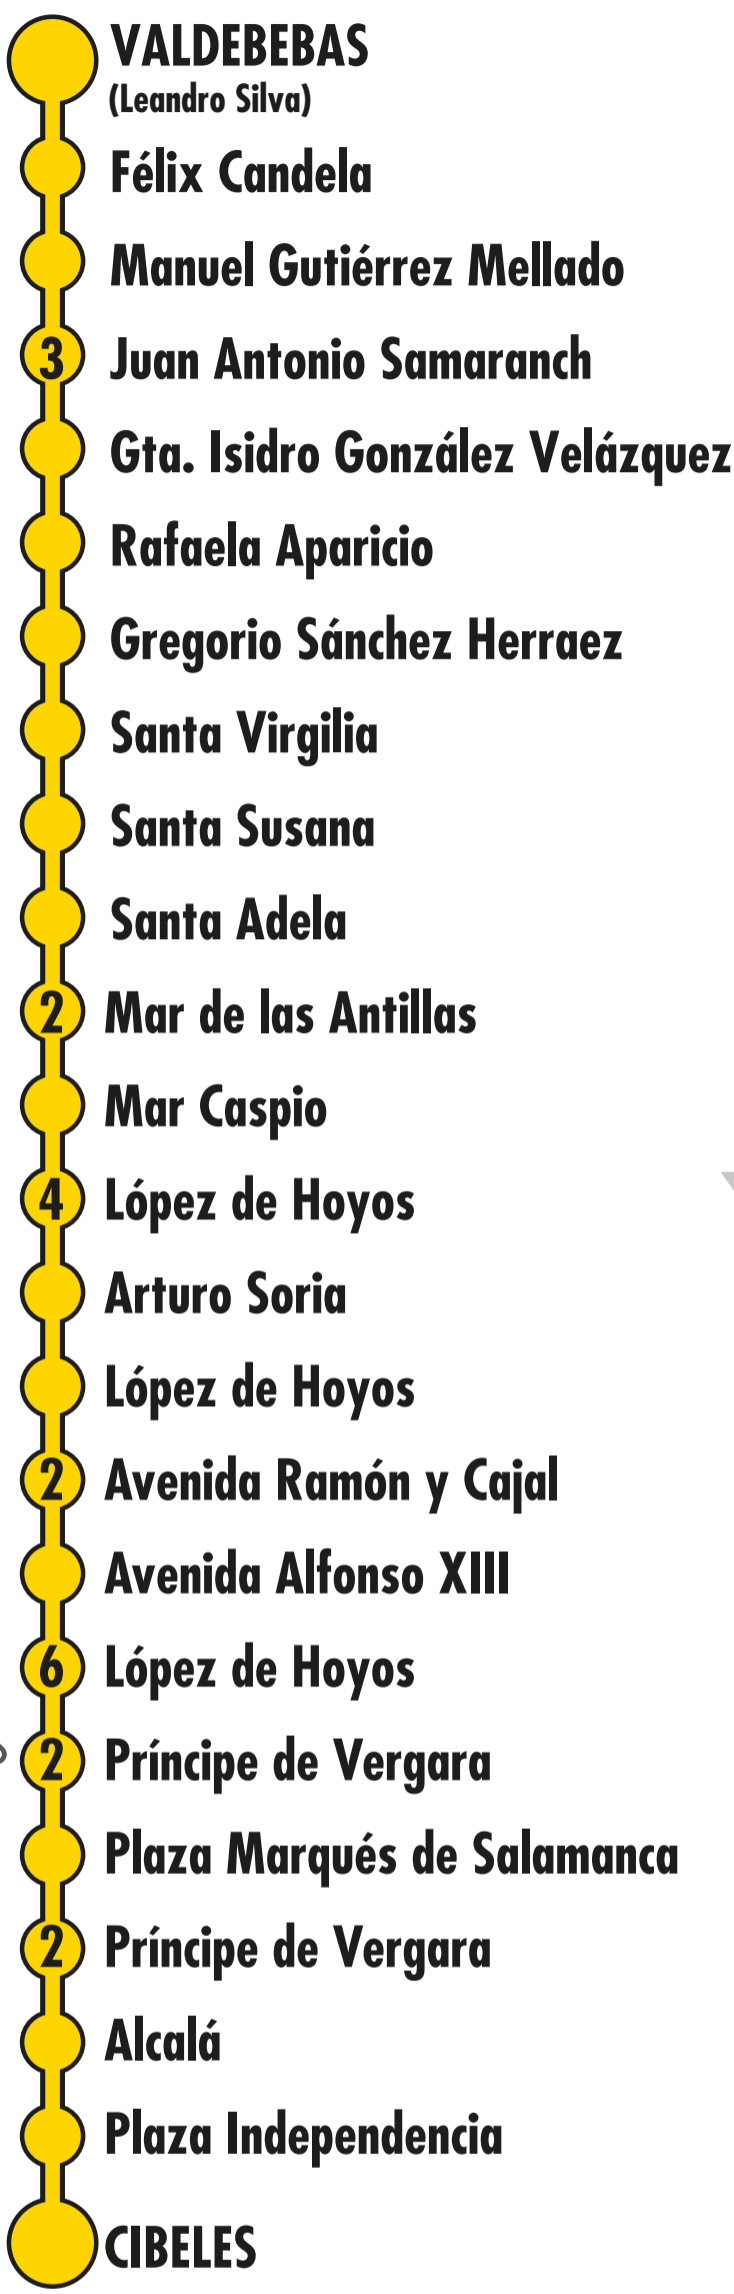 VALDEBEBAS
(Leandro Silva)
Félix Candela
Manuel Gutiérrez Mellado
3 Juan Antonio Samaranch
Gta. Isidro González Velázquez
Rafaela Aparicio
Gregorio Sánchez Herraez
Santa Virgilia
Santa Susana
Santa Adela
2 Mar de las Antillas
Mar Caspio
4 López de Hoyos
Arturo Soria
López de Hoyos
2 Avenida Ramón y Cajal
Avenida Alfonso XIII
6 López de Hoyos
2 Príncipe de Vergara
Plaza Marqués de Salamanca
2 Príncipe de Vergara
Alcalá
Plaza Independencia
CIBELES